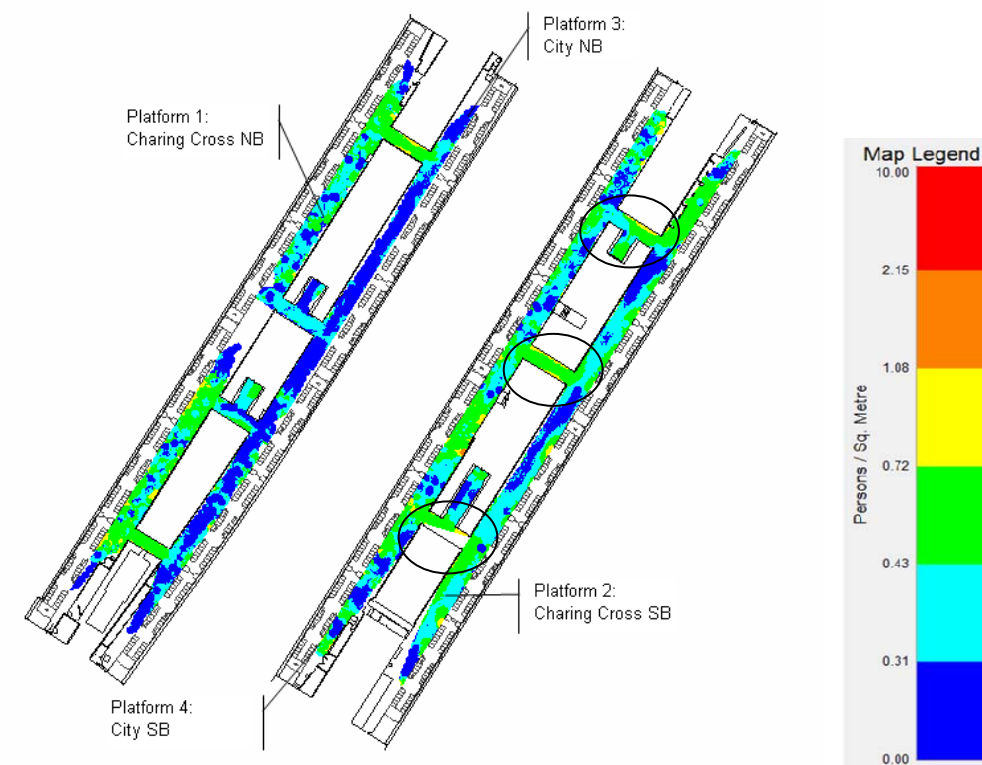 Platform 3:
City NB
Platform 1:
Charing Cross NB
Platform 2:
Charing Cross SB
Platform 4:
City SB
Map Legend
Persons / Sq. Metre
10.00
2.15
1.08
0.72
0.43
0.31
0.00